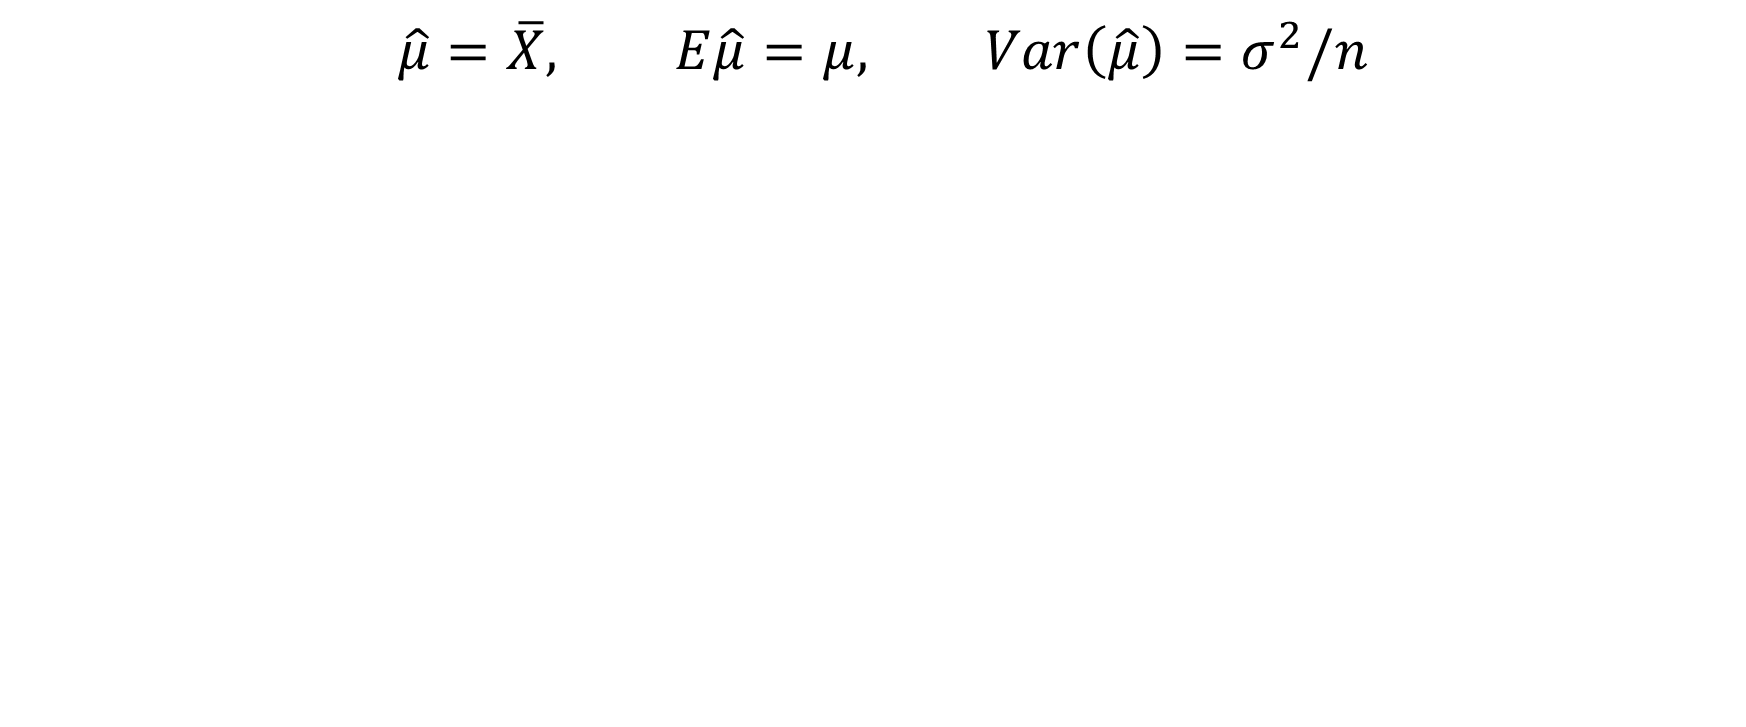 μ̂ = X̄,  Eμ̂ = μ,  Var(μ̂) = σ²/n